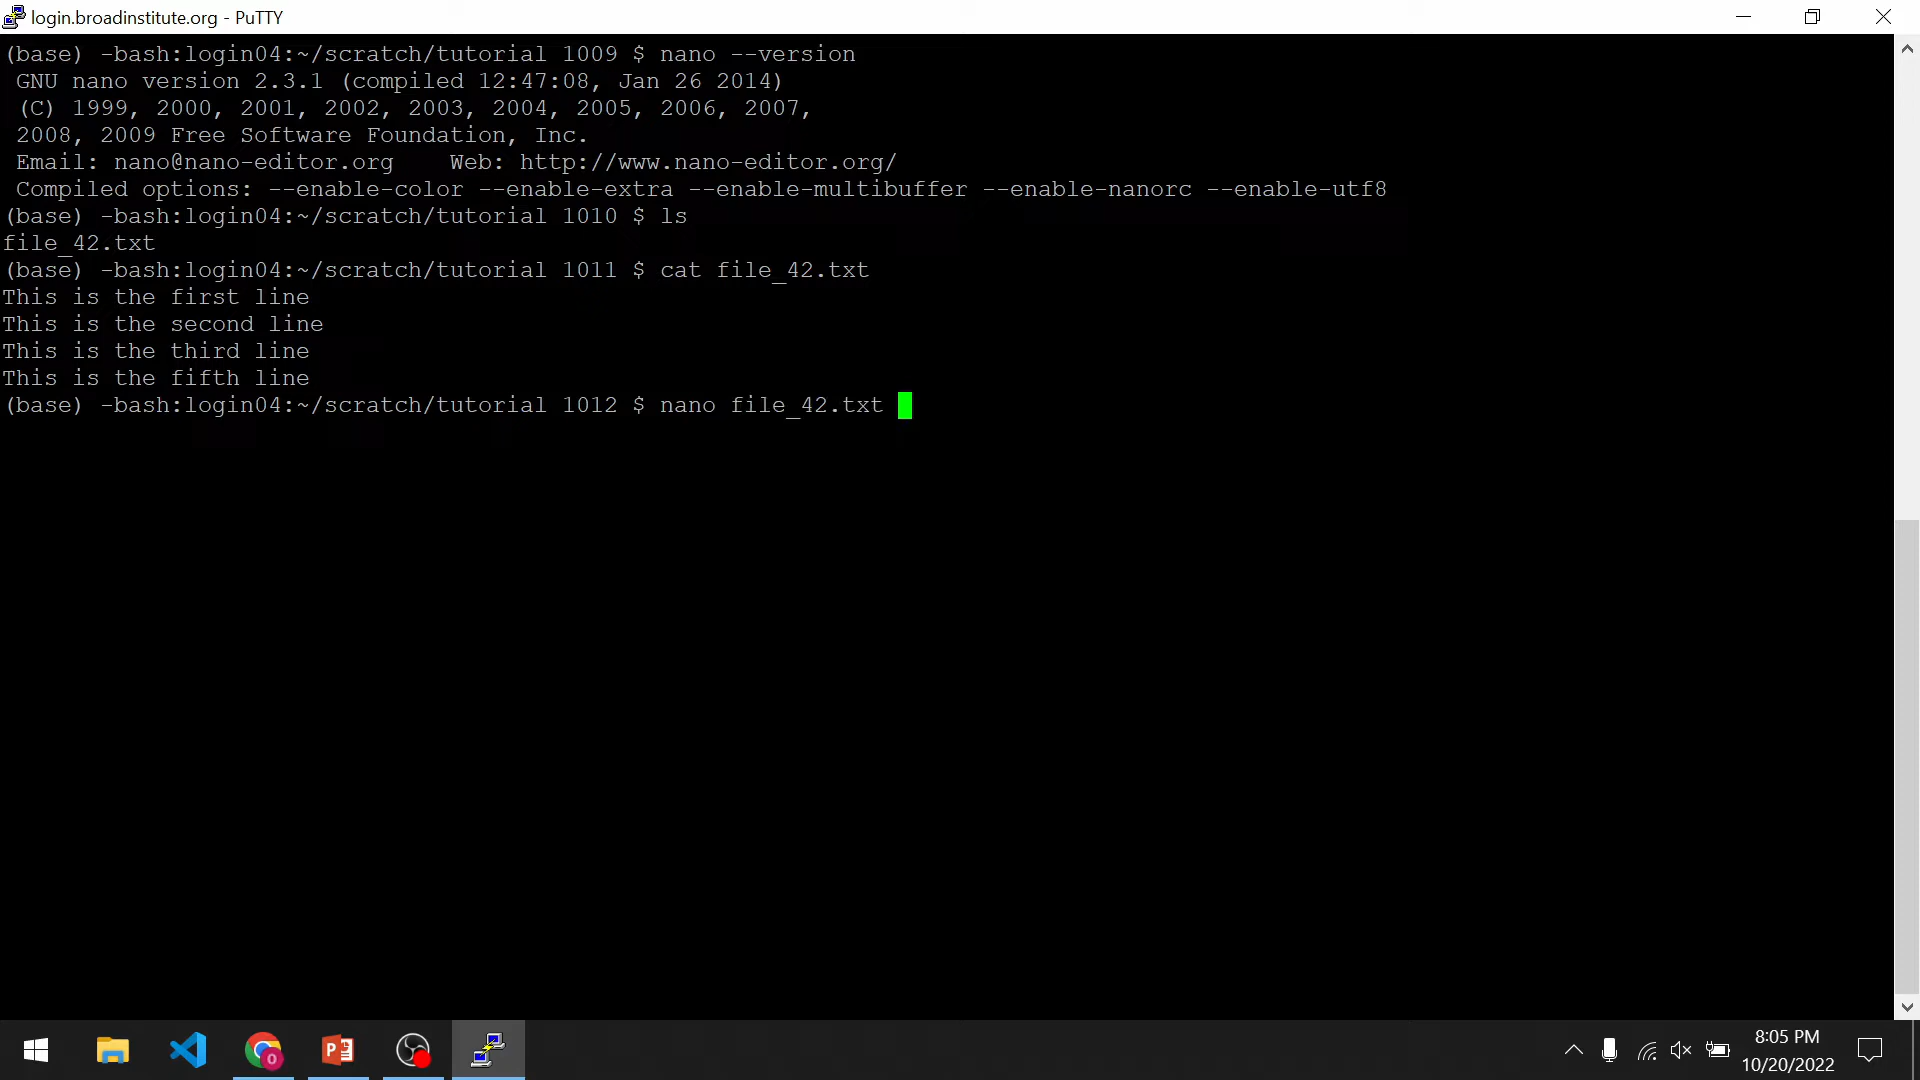 login.broadinstitute.org - PuTTY
(base) -bash:login04:~/scratch/tutorial 1009 $ nano --version
GNU nano version 2.3.1 (compiled 12:47:08, Jan 26 2014)
(C) 1999, 2000, 2001, 2002, 2003, 2004, 2005, 2006, 2007,
2008, 2009 Free Software Foundation, Inc.
Email: nano@nano-editor.org    Web: http://www.nano-editor.org/
Compiled options: --enable-color --enable-extra --enable-multibuffer --enable-nanorc --enable-utf8
(base) -bash:login04:~/scratch/tutorial 1010 $ ls
file_42.txt
(base) -bash:login04:~/scratch/tutorial 1011 $ cat file_42.txt
This is the first line
This is the second line
This is the third line
This is the fifth line
(base) -bash:login04:~/scratch/tutorial 1012 $ nano file_42.txt
8:05 PM
10/20/2022